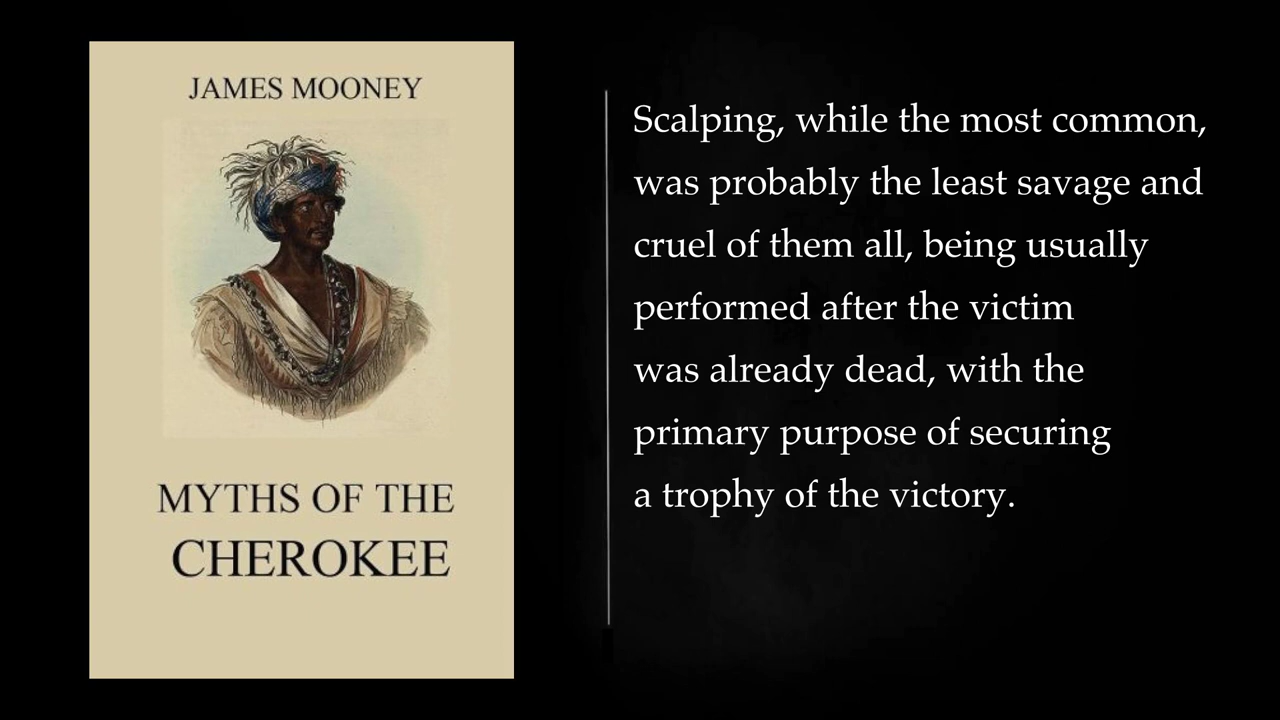 JAMES MOONEY
MYTHS OF THE
CHEROKEE
Scalping, while the most common,
was probably the least savage and
cruel of them all, being usually
performed after the victim
was already dead, with the
primary purpose of securing
a trophy of the victory.